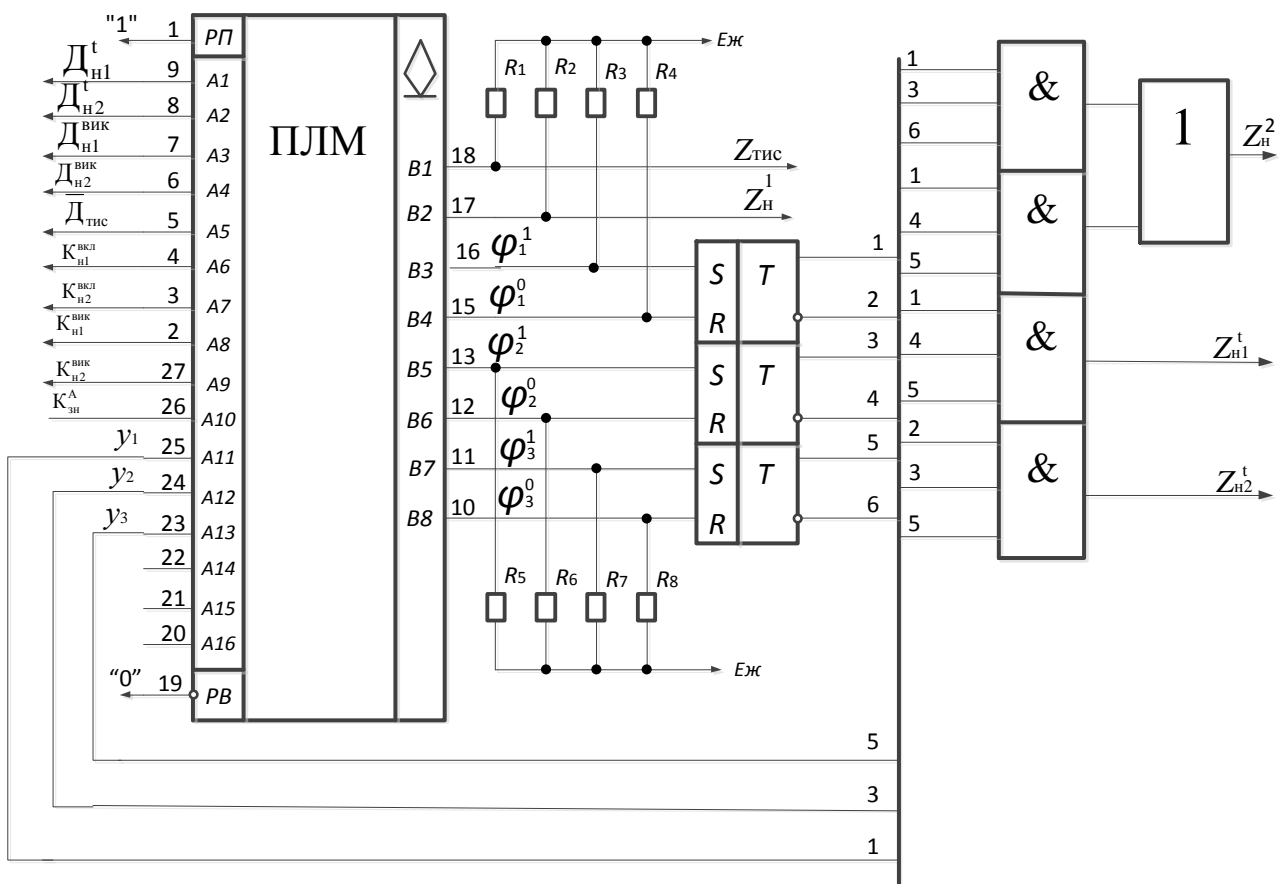 "1" 1 РП
Д^t_н1 9 A1
Д^t_н2 8 A2
Д^вик_н1 7 A3
Д^вик_н2 6 A4
Д̅_тис 5 A5
К^вкл_н1 4 A6
К^вкл_н2 3 A7
К^вик_н1 2 A8
К^вик_н2 27 A9
К^А_зн 26 A10
y1 25 A11
y2 24 A12
y3 23 A13
22 A14
21 A15
20 A16
“0” 19 РВ
ПЛМ
B1 18 Zтис
B2 17 Z^1_н
B3 16 φ^1_1
B4 15 φ^0_1
B5 13 φ^1_2
B6 12 φ^0_2
B7 11 φ^1_3
B8 10 φ^0_3
R1 R2 R3 R4 Eж
R5 R6 R7 R8 Eж
S T
R
S T
R
S T
R
1
2
3
4
5
6
5
3
1
1
3
6
&
1
4
5
&
1
4
5
&
2
3
5
&
1
Z^2_н
Z^t_н1
Z^t_н2